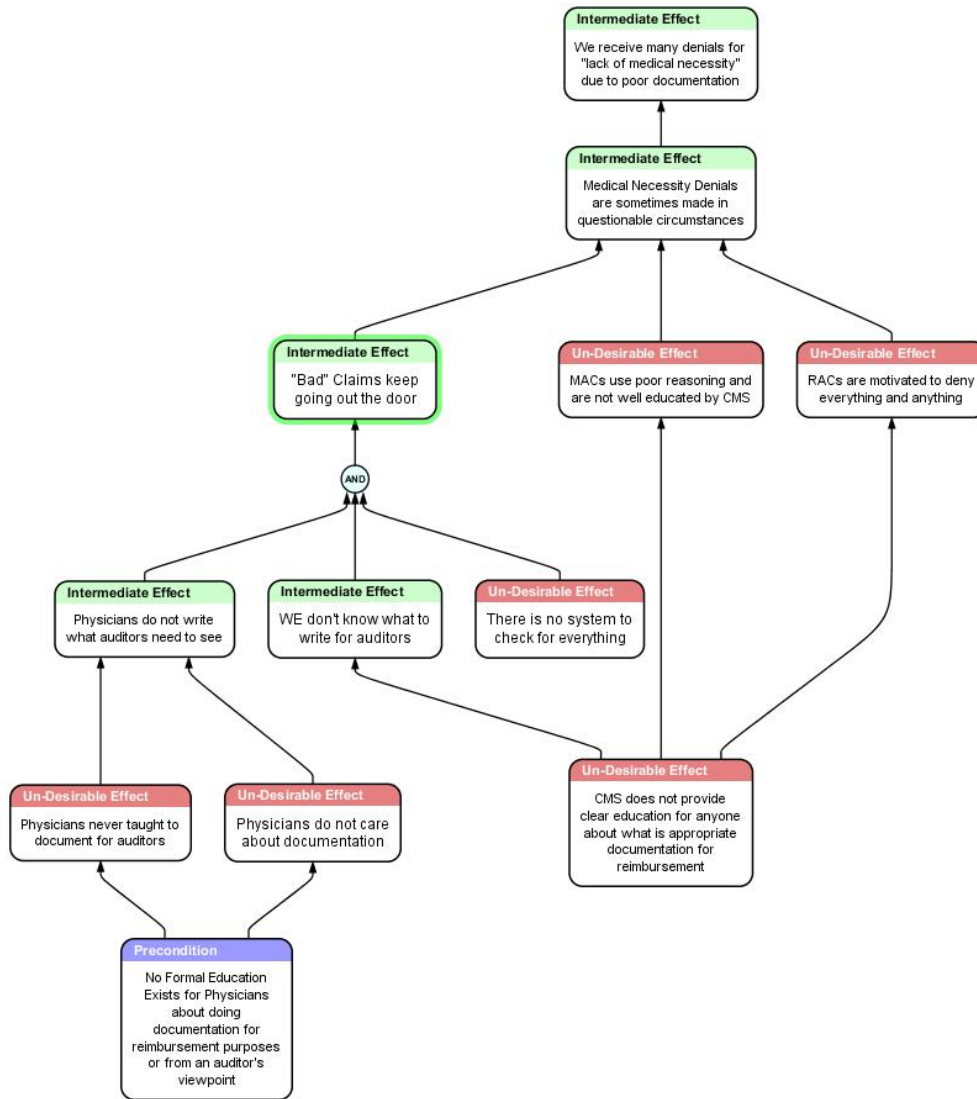 Intermediate Effect
We receive many denials for
"lack of medical necessity"
due to poor documentation
Intermediate Effect
Medical Necessity Denials
are sometimes made in
questionable circumstances
Intermediate Effect
"Bad" Claims keep
going out the door
Un-Desirable Effect
MACs use poor reasoning and
are not well educated by CMS
Un-Desirable Effect
RACs are motivated to deny
everything and anything
AND
Intermediate Effect
Physicians do not write
what auditors need to see
Intermediate Effect
WE don't know what to
write for auditors
Un-Desirable Effect
There is no system to
check for everything
Un-Desirable Effect
Physicians never taught to
document for auditors
Un-Desirable Effect
Physicians do not care
about documentation
Un-Desirable Effect
CMS does not provide
clear education for anyone
about what is appropriate
documentation for
reimbursement
Precondition
No Formal Education
Exists for Physicians
about doing
documentation for
reimbursement purposes
or from an auditor's
viewpoint